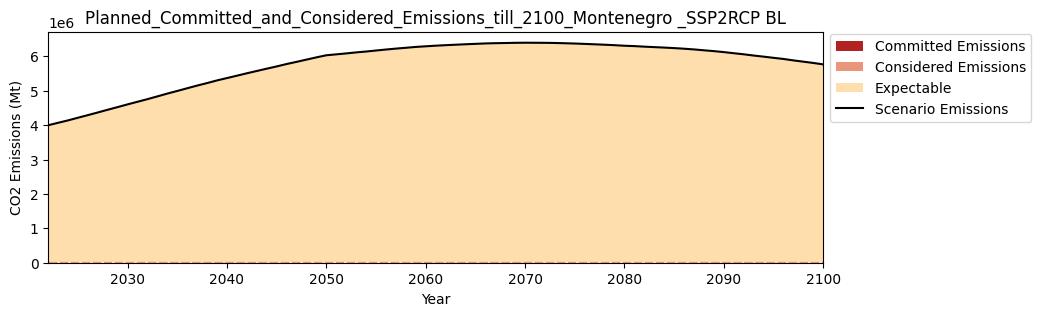 Planned_Committed_and_Considered_Emissions_till_2100_Montenegro _SSP2RCP BL
1e6
6
5
4
3
2
1
0
CO2 Emissions (Mt)
2030 2040 2050 2060 2070 2080 2090 2100
Year
Committed Emissions
Considered Emissions
Expectable
Scenario Emissions